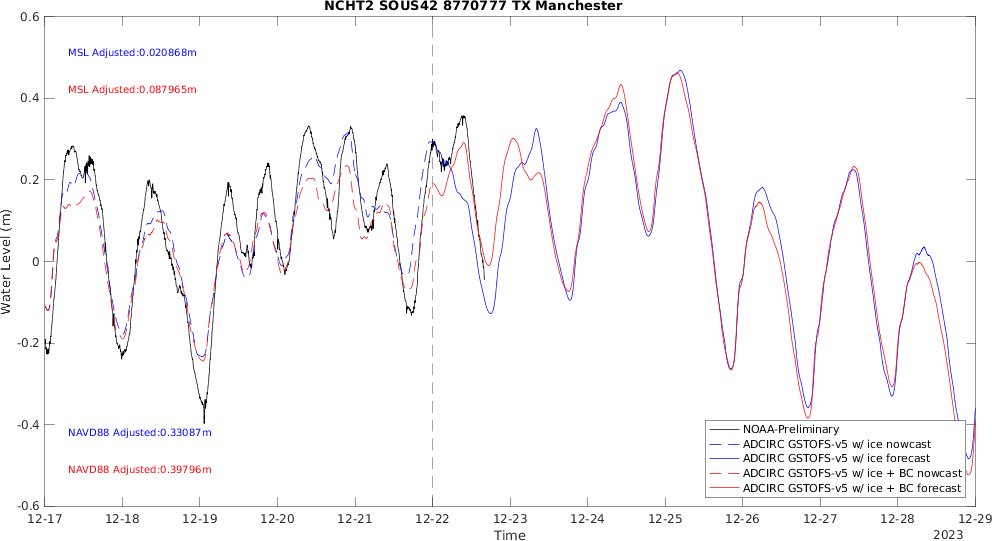 NCHT2 SOUS42 8770777 TX Manchester
0.6
MSL Adjusted:0.020868m
MSL Adjusted:0.087965m
0.4
0.2
0
-0.2
-0.4
-0.6
Water Level (m)
NAVD88 Adjusted:0.33087m
NAVD88 Adjusted:0.39796m
NOAA-Preliminary
ADCIRC GSTOFS-v5 w/ ice nowcast
ADCIRC GSTOFS-v5 w/ ice forecast
ADCIRC GSTOFS-v5 w/ ice + BC nowcast
ADCIRC GSTOFS-v5 w/ ice + BC forecast
12-17 12-18 12-19 12-20 12-21 12-22 12-23 12-24 12-25 12-26 12-27 12-28 12-29
Time
2023